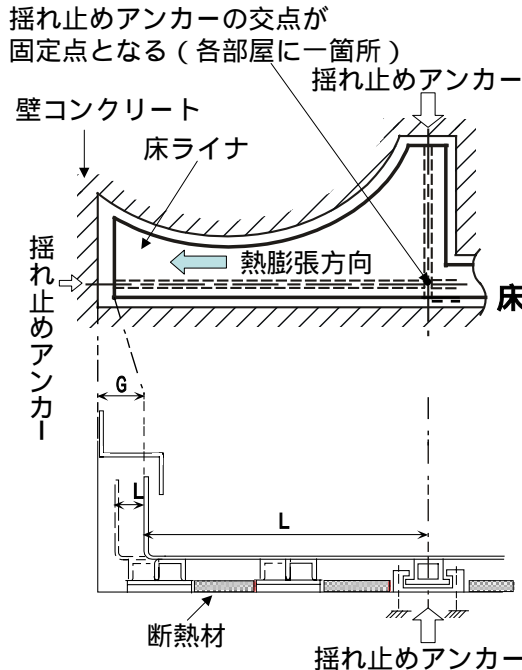 揺れ止めアンカーの交点が
固定点となる（各部屋に一箇所）
揺れ止めアンカー
壁コンクリート
床ライナ
揺れ止めアンカー
熱膨張方向
床
G
L
L
断熱材
揺れ止めアンカー